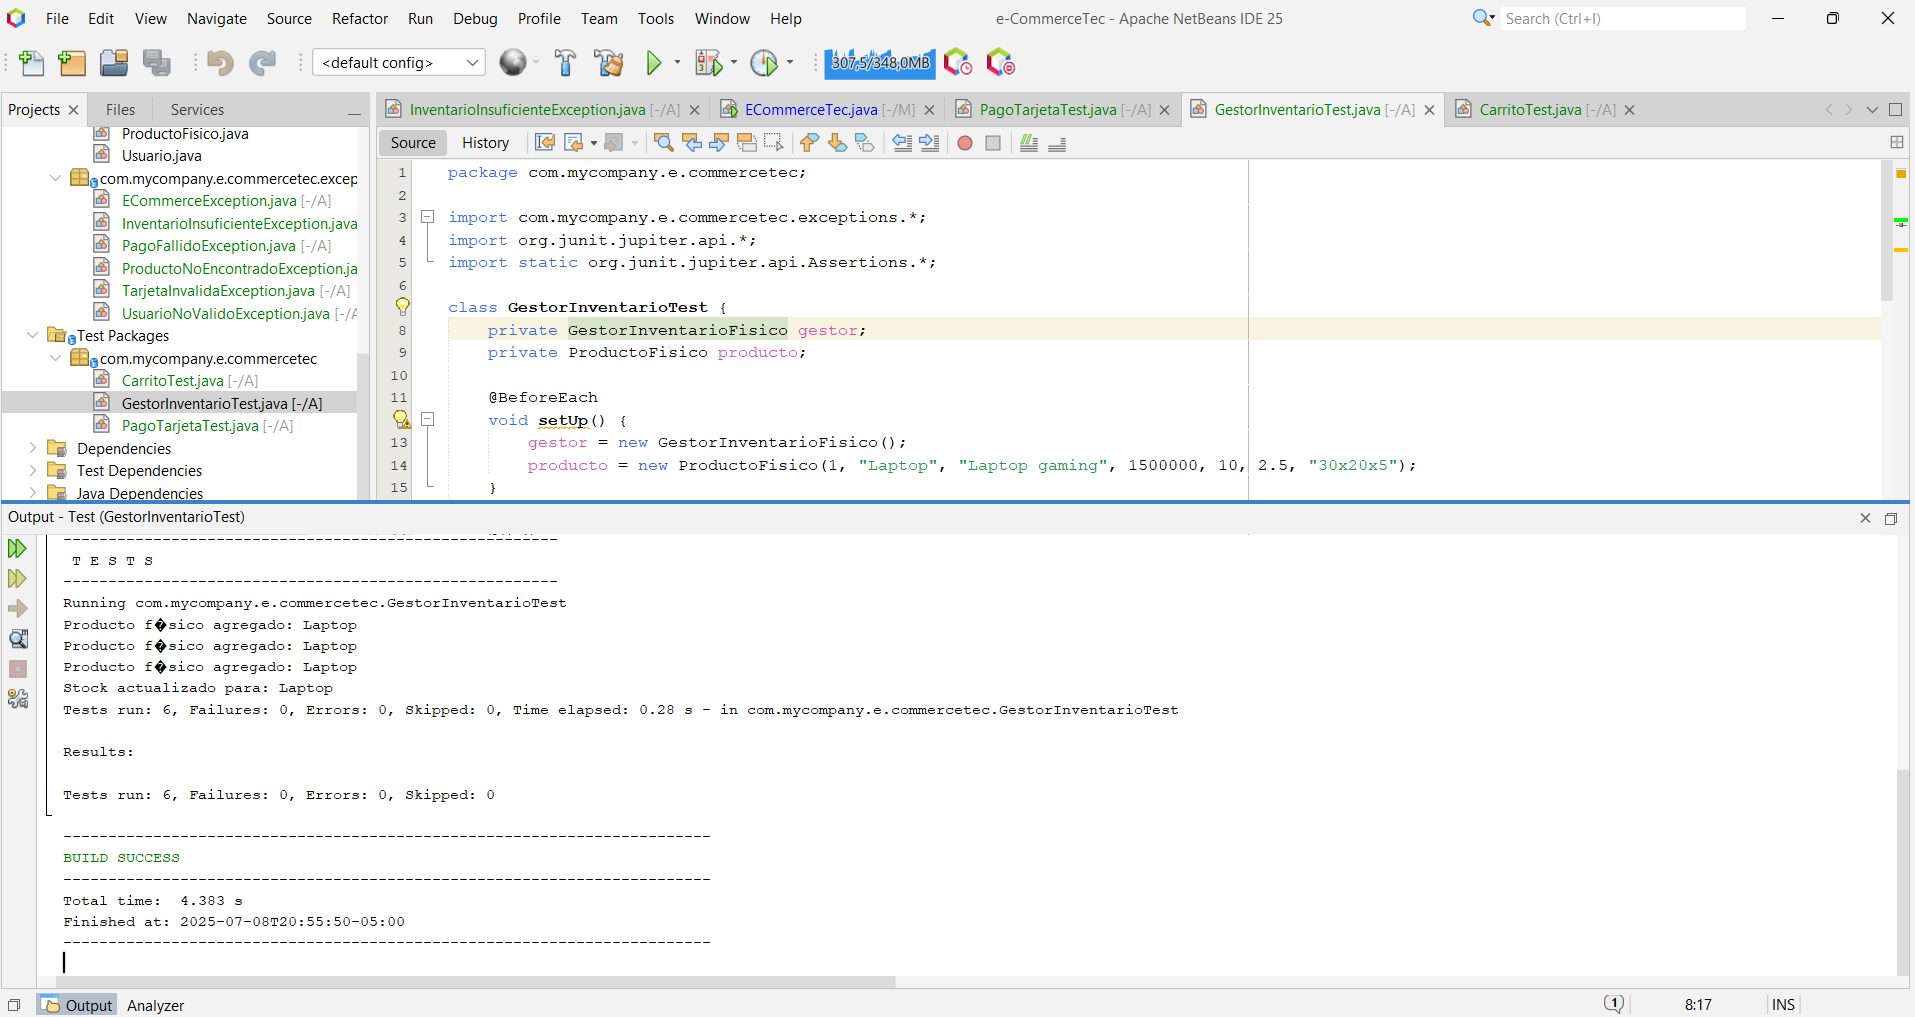 File Edit View Navigate Source Refactor Run Debug Profile Team Tools Window Help
e-CommerceTec - Apache NetBeans IDE 25
Search (Ctrl+I)
<default config>
307,5/348,0MB
Projects Files Services
InventarioInsuficienteException.java [-/A] ECommerceTec.java [-/M] PagoTarjetaTest.java [-/A] GestorInventarioTest.java [-/A] CarritoTest.java [-/A]
Source History
ProductoFisico.java
Usuario.java
com.mycompany.e.commercetec.excep
ECommerceException.java [-/A]
InventarioInsuficienteException.java
PagoFallidoException.java [-/A]
ProductoNoEncontradoException.ja
TarjetaInvalidaException.java [-/A]
UsuarioNoValidoException.java [-/A
Test Packages
com.mycompany.e.commercetec
CarritoTest.java [-/A]
GestorInventarioTest.java [-/A]
PagoTarjetaTest.java [-/A]
Dependencies
Test Dependencies
Java Dependencies
1 package com.mycompany.e.commercetec;
2
3 import com.mycompany.e.commercetec.exceptions.*;
4 import org.junit.jupiter.api.*;
5 import static org.junit.jupiter.api.Assertions.*;
6
class GestorInventarioTest {
8 private GestorInventarioFisico gestor;
9 private ProductoFisico producto;
10
11 @BeforeEach
void setUp() {
13 gestor = new GestorInventarioFisico();
14 producto = new ProductoFisico(1, "Laptop", "Laptop gaming", 1500000, 10, 2.5, "30x20x5");
15 }
Output - Test (GestorInventarioTest)
-------------------------------------------------------
T E S T S
-------------------------------------------------------
Running com.mycompany.e.commercetec.GestorInventarioTest
Producto f�sico agregado: Laptop
Producto f�sico agregado: Laptop
Producto f�sico agregado: Laptop
Stock actualizado para: Laptop
Tests run: 6, Failures: 0, Errors: 0, Skipped: 0, Time elapsed: 0.28 s - in com.mycompany.e.commercetec.GestorInventarioTest
Results:
Tests run: 6, Failures: 0, Errors: 0, Skipped: 0
------------------------------------------------------------------------
BUILD SUCCESS
------------------------------------------------------------------------
Total time:  4.383 s
Finished at: 2025-07-08T20:55:50-05:00
------------------------------------------------------------------------
Output Analyzer
1
8:17 INS